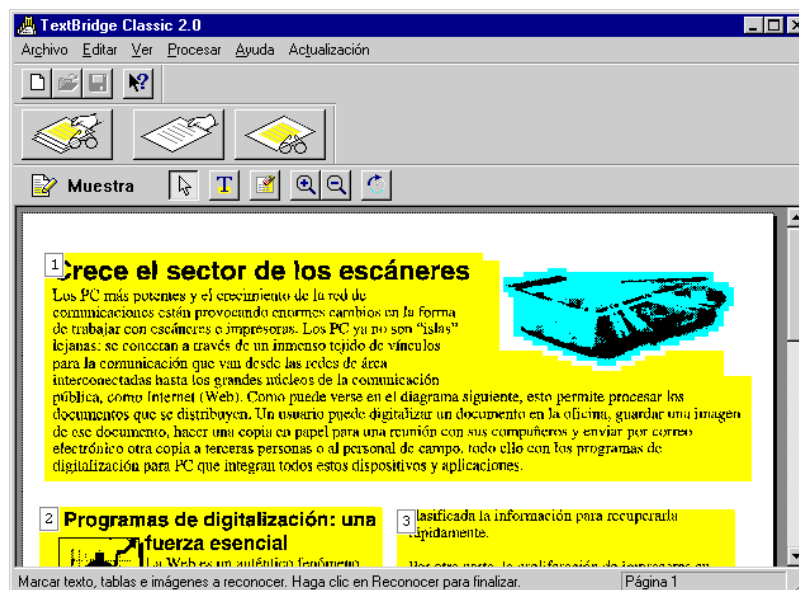 TextBridge Classic 2.0
Archivo Editar Ver Procesar Ayuda Actualización
Muestra T
1
Crece el sector de los escáneres
Los PC más potentes y el crecimiento de la red de
comunicaciones están provocando enormes cambios en la forma
de trabajar con escáneres e impresoras. Los PC ya no son "islas"
lejanas: se conectan a través de un inmenso tejido de vínculos
para la comunicación que van desde las redes de área
interconectadas hasta los grandes núcleos de la comunicación
pública, como Internet (Web). Como puede verse en el diagrama siguiente, esto permite procesar los
documentos que se distribuyen. Un usuario puede digitalizar un documento en la oficina, guardar una imagen
de ese documento, hacer una copia en papel para una reunión con sus compañeros y enviar por correo
electrónico otra copia a terceras personas o al personal de campo, todo ello con los programas de
digitalización para PC que integran todos estos dispositivos y aplicaciones.
2
Programas de digitalización: una
fuerza esencial
La Web es un auténtico fenómeno
3
clasificada la información para recuperarla
rápidamente.
Por otra parte, la proliferación de impresoras en
Marcar texto, tablas e imágenes a reconocer. Haga clic en Reconocer para finalizar.
Página 1